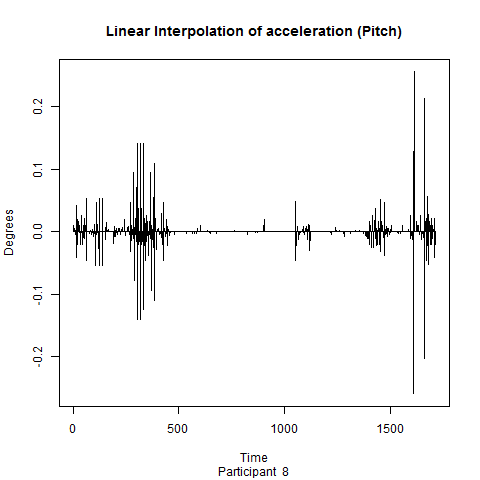 Linear Interpolation of acceleration (Pitch)
0.2
0.1
0.0
-0.1
-0.2
Degrees
0 500 1000 1500
Time
Participant 8